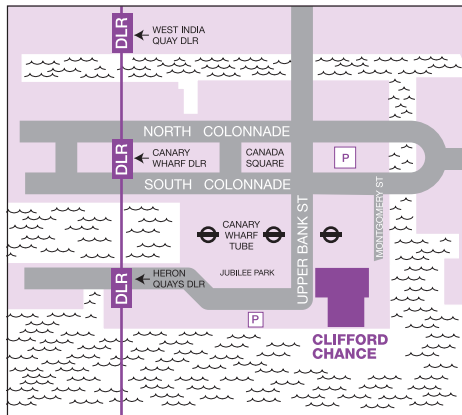 DLR
WEST INDIA
QUAY DLR
NORTH COLONNADE
DLR
CANARY
WHARF DLR
CANADA
SQUARE
P
SOUTH COLONNADE
MONTGOMERY ST
UPPER BANK ST
CANARY
WHARF
TUBE
DLR
HERON
QUAYS DLR
JUBILEE PARK
P
CLIFFORD
CHANCE